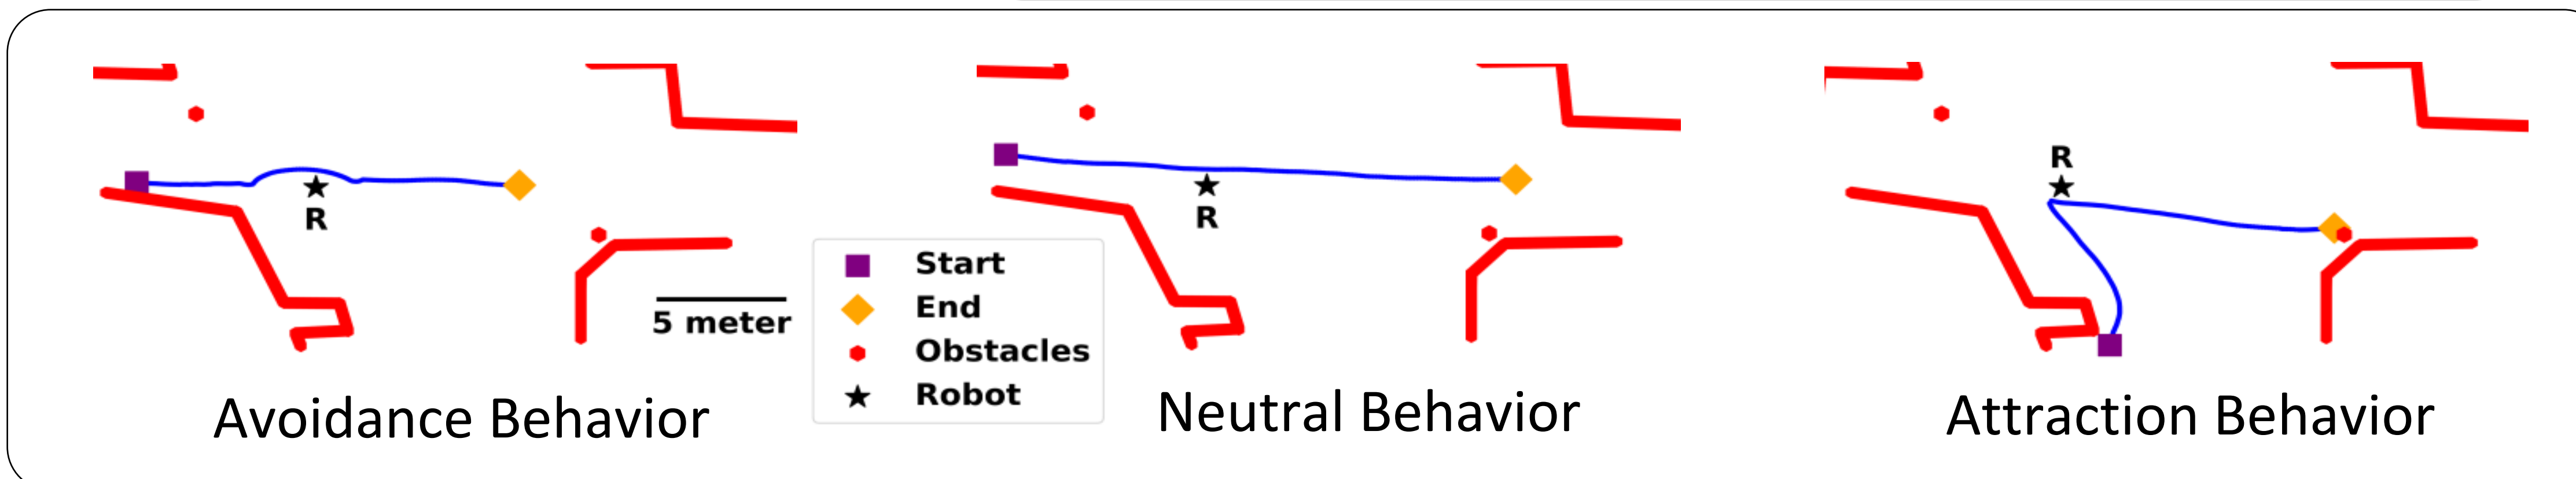 R
R
R
5 meter
Start
End
Obstacles
Robot
Avoidance Behavior
Neutral Behavior
Attraction Behavior